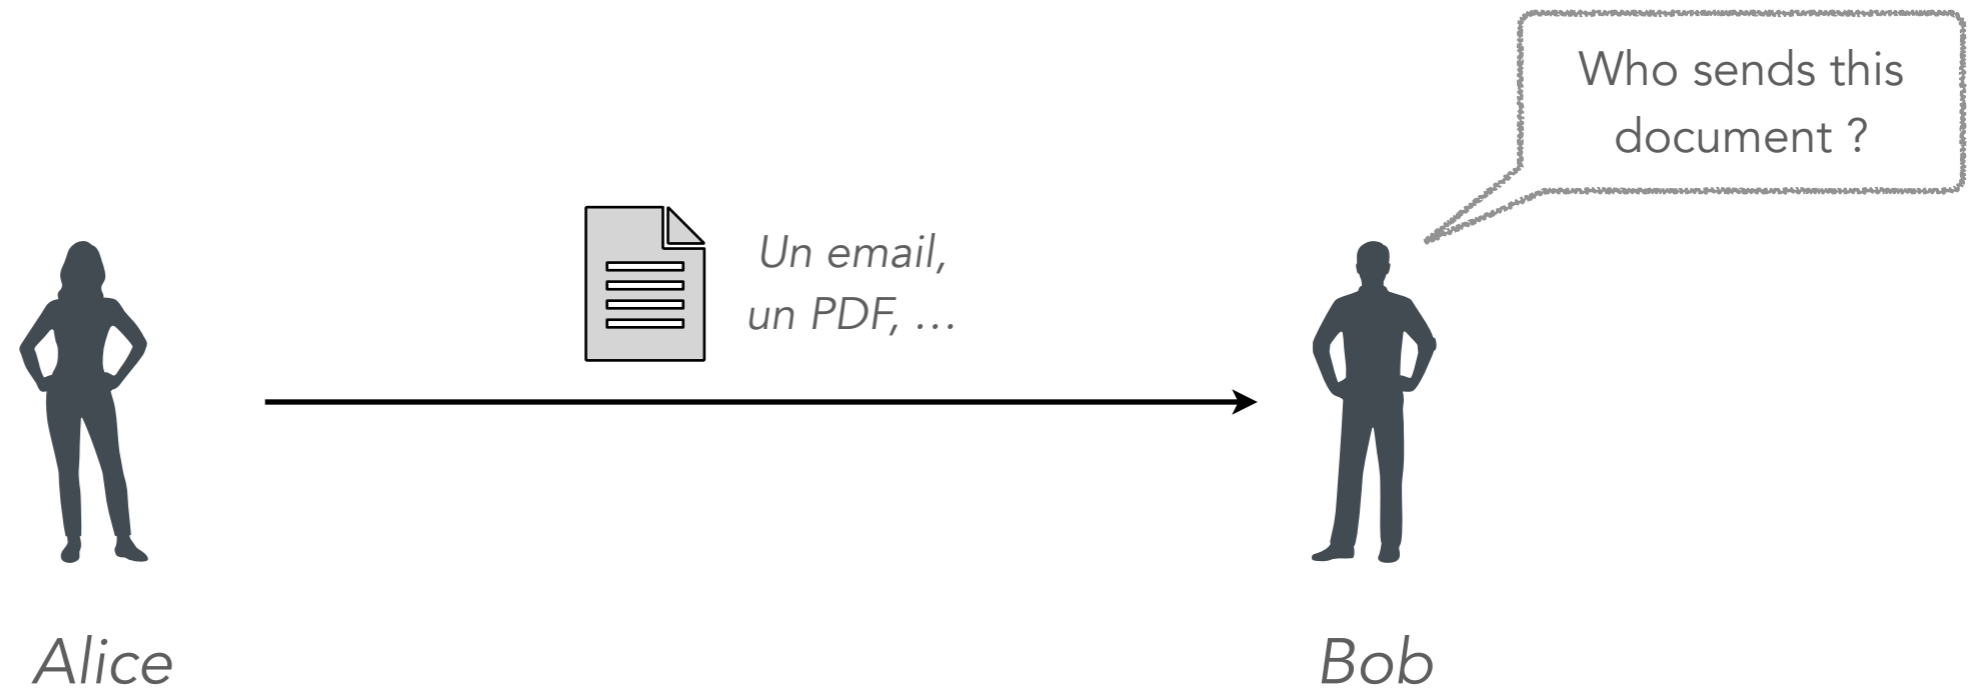 Who sends this
document ?
Un email,
un PDF, …
Alice
Bob